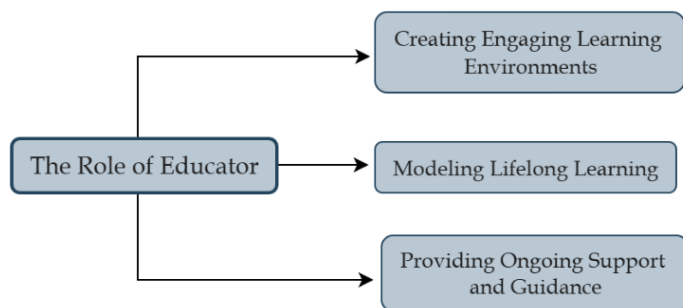 The Role of Educator
Creating Engaging Learning
Environments
Modeling Lifelong Learning
Providing Ongoing Support
and Guidance